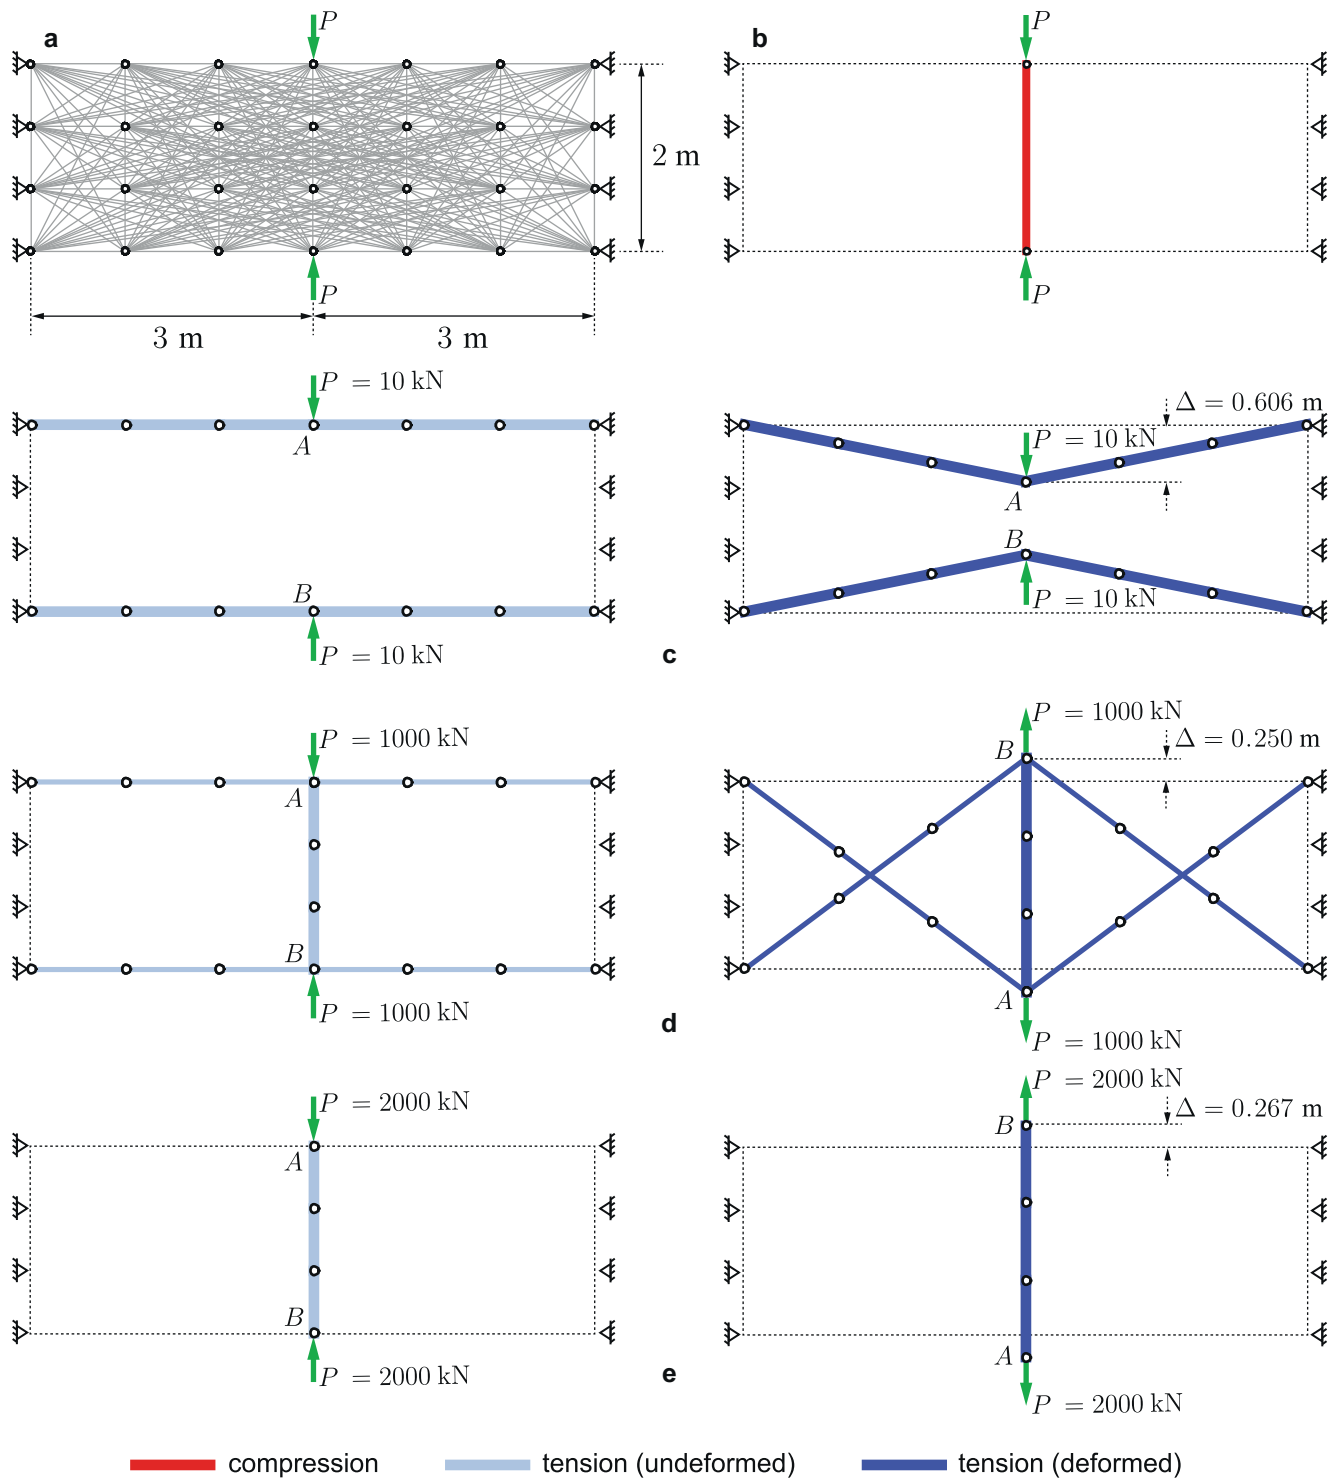 a
P
2 m
P
3 m
3 m
b
P
P
P = 10 kN
A
B
P = 10 kN
Δ = 0.606 m
P = 10 kN
A
B
P = 10 kN
c
P = 1000 kN
A
B
P = 1000 kN
P = 1000 kN
B
Δ = 0.250 m
A
P = 1000 kN
d
P = 2000 kN
A
B
P = 2000 kN
P = 2000 kN
B
Δ = 0.267 m
A
P = 2000 kN
e
compression
tension (undeformed)
tension (deformed)